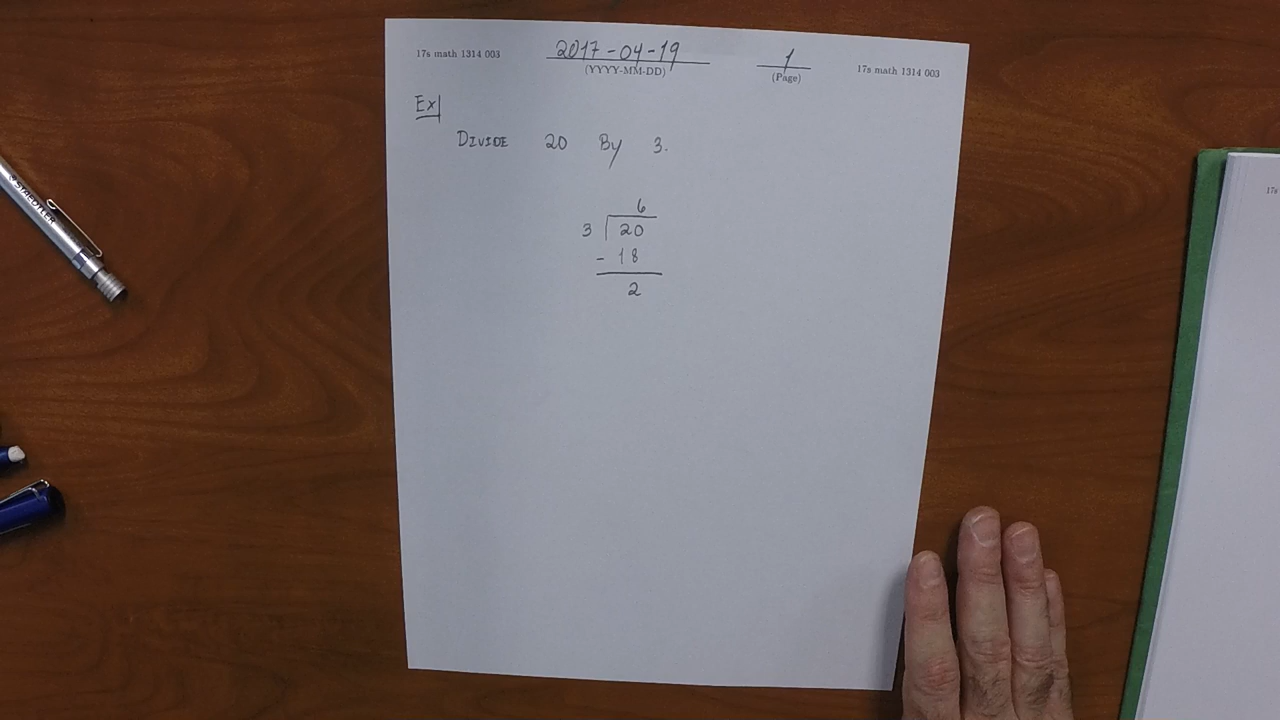 17s math 1314 003 2017-04-19 1 17s math 1314 003
(YYYY-MM-DD) (Page)
Ex
DIVIDE 20 By 3.
6
3 20
- 18
2
STAEDTLER
17s